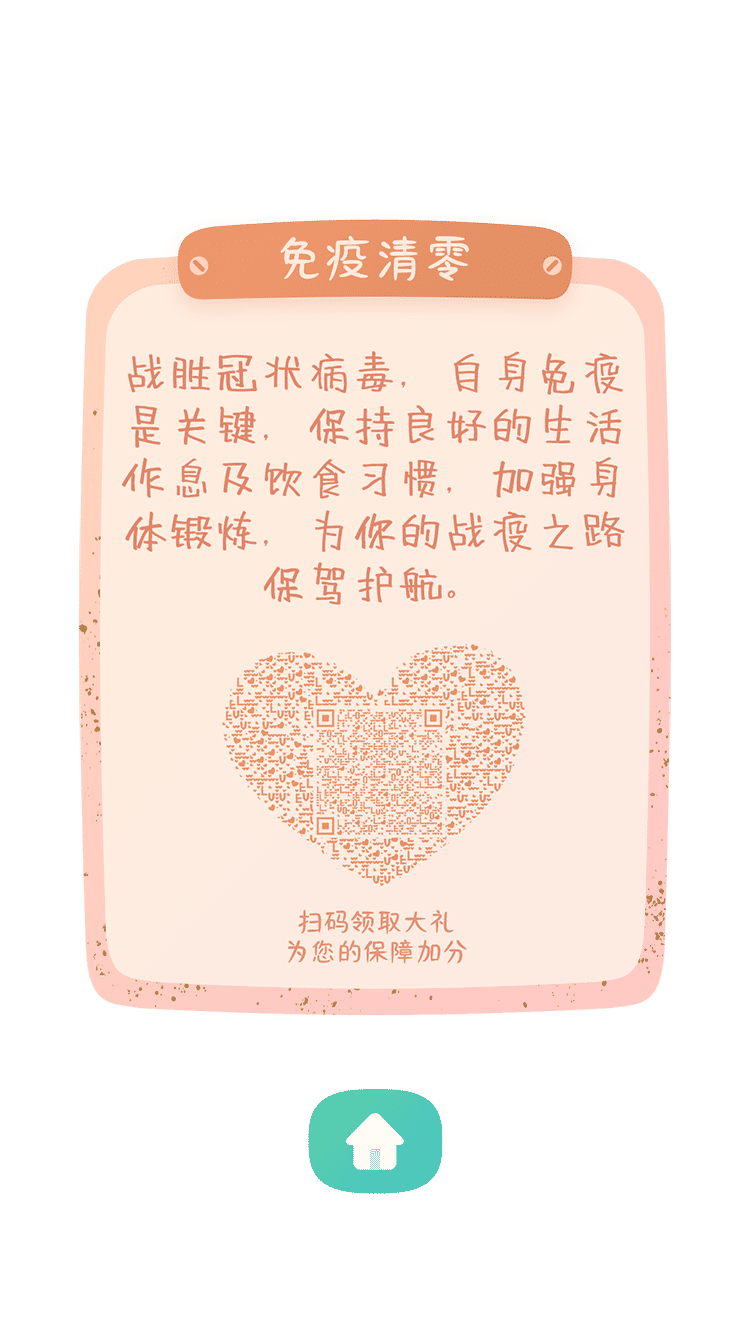 免疫清零
战胜冠状病毒，自身免疫
是关键，保持良好的生活
作息及饮食习惯，加强身
体锻炼，为你的战疫之路
保驾护航。
扫码领取大礼
为您的保障加分